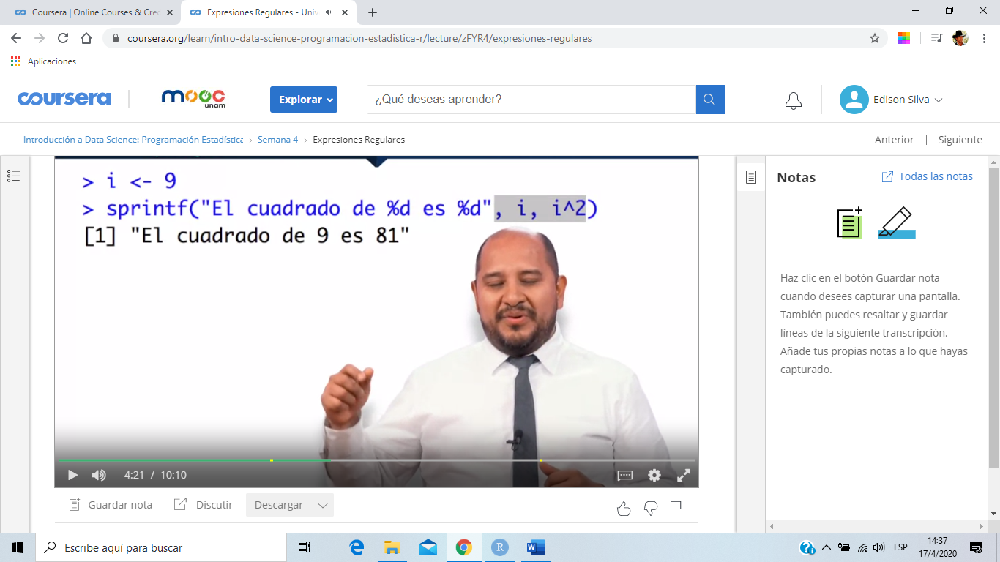 Coursera | Online Courses & Cred
Expresiones Regulares - Univ
coursera.org/learn/intro-data-science-programacion-estadistica-r/lecture/zFYR4/expresiones-regulares
Aplicaciones
coursera
mooc
unam
Explorar
¿Qué deseas aprender?
Edison Silva
Introducción a Data Science: Programación Estadística
Semana 4
Expresiones Regulares
Anterior | Siguiente
> i <- 9
> sprintf("El cuadrado de %d es %d", i, i^2)
[1] "El cuadrado de 9 es 81"
4:21 / 10:10
Guardar nota
Discutir
Descargar
Notas
Todas las notas
Haz clic en el botón Guardar nota
cuando desees capturar una pantalla.
También puedes resaltar y guardar
líneas de la siguiente transcripción.
Añade tus propias notas a lo que hayas
capturado.
Escribe aquí para buscar
R
W
ESP
14:37
17/4/2020